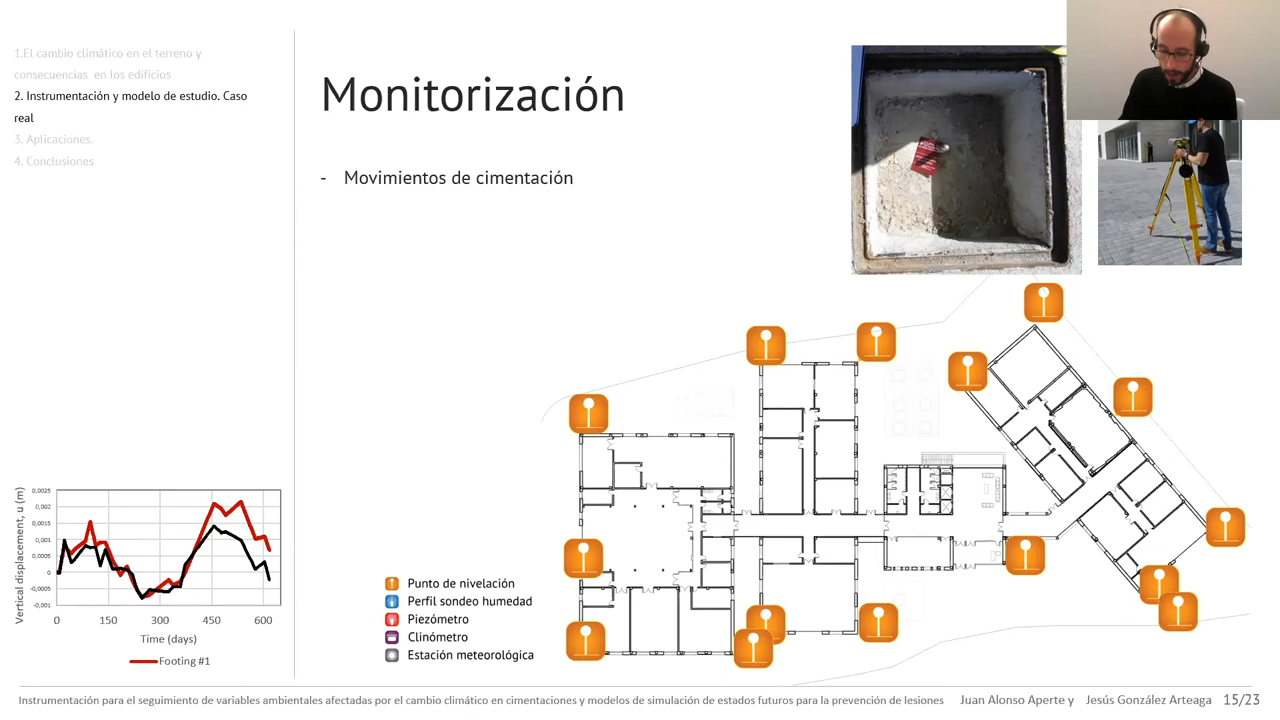 1.El cambio climático en el terreno y
consecuencias en los edificios
2. Instrumentación y modelo de estudio. Caso
real
3. Aplicaciones.
4. Conclusiones
Monitorización
- Movimientos de cimentación
Vertical displacement, u (m)
0,0025
0,002
0,0015
0,001
0,0005
0
-0,0005
-0,001
0 150 300 450 600
Time (days)
Footing #1
Punto de nivelación
Perfil sondeo humedad
Piezómetro
Clinómetro
Estación meteorológica
Instrumentación para el seguimiento de variables ambientales afectadas por el cambio climático en cimentaciones y modelos de simulación de estados futuros para la prevención de lesiones Juan Alonso Aperte y Jesús González Arteaga 15/23